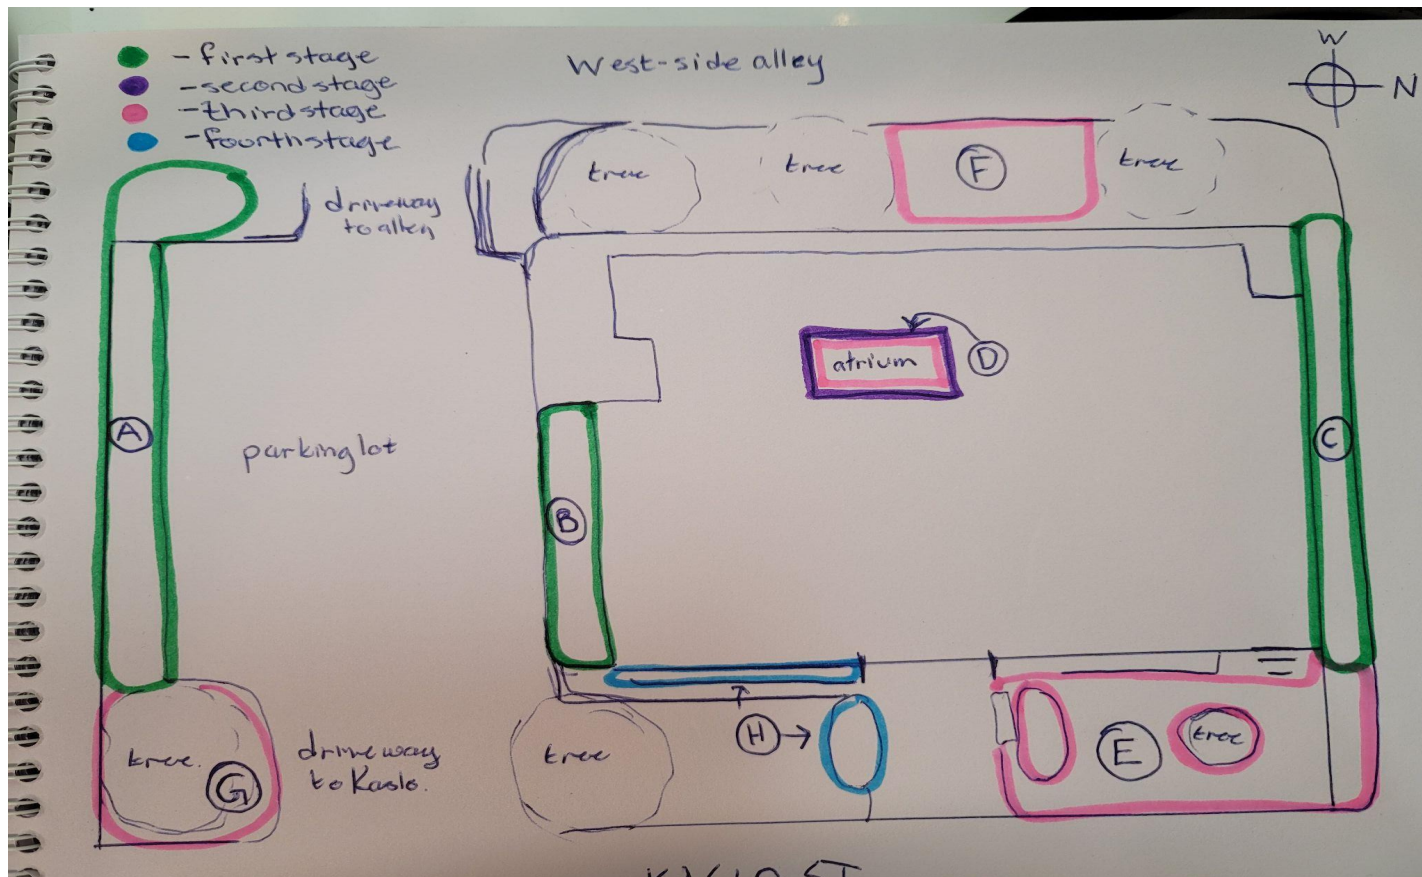 - first stage
- second stage
- third stage
- fourth stage
West-side alley
W
N
driveway
to alley
tree
tree
F
tree
atrium
D
A
parking lot
B
C
H
tree
tree.
G
driveway
to Kaslo.
E
tree